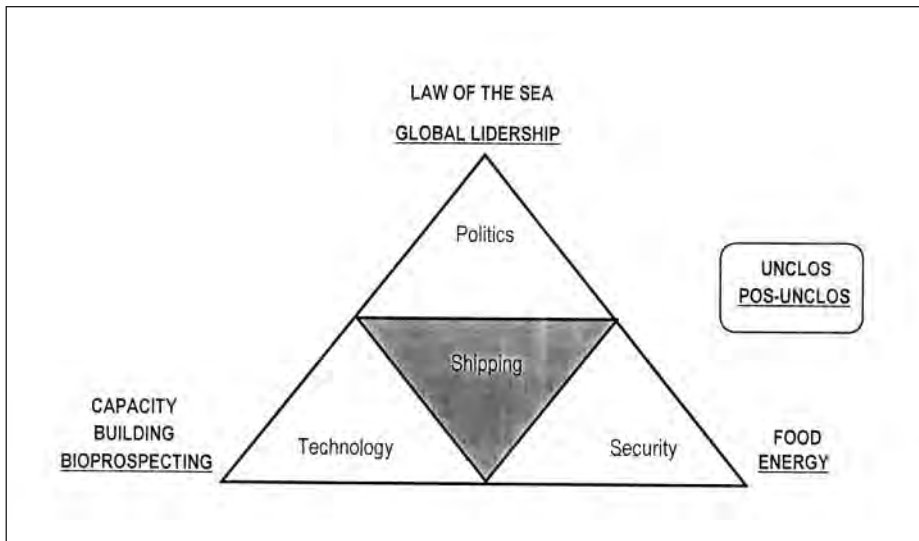 LAW OF THE SEA
GLOBAL LIDERSHIP
Politics
UNCLOS
POS-UNCLOS
Shipping
CAPACITY
BUILDING
BIOPROSPECTING
Technology
Security
FOOD
ENERGY